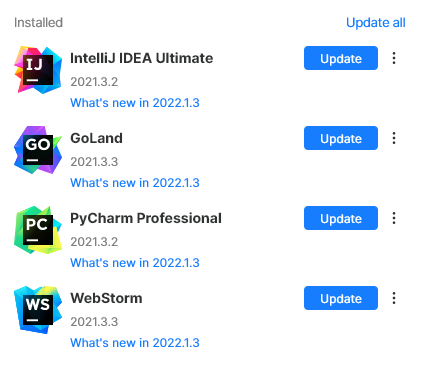 Installed Update all
IJ
IntelliJ IDEA Ultimate Update
2021.3.2
What's new in 2022.1.3
GO
GoLand Update
2021.3.3
What's new in 2022.1.3
PC
PyCharm Professional Update
2021.3.2
What's new in 2022.1.3
WS
WebStorm Update
2021.3.3
What's new in 2022.1.3